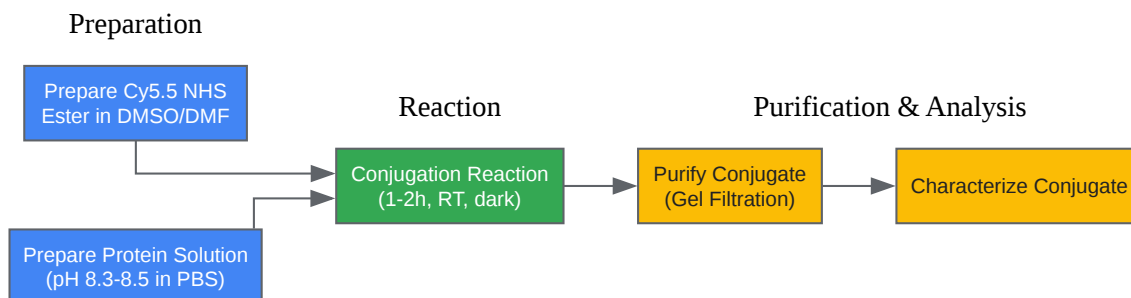 Preparation
Prepare Cy5.5 NHS
Ester in DMSO/DMF
Reaction
Purification & Analysis
Conjugation Reaction
(1-2h, RT, dark)
Purify Conjugate
(Gel Filtration)
Characterize Conjugate
Prepare Protein Solution
(pH 8.3-8.5 in PBS)